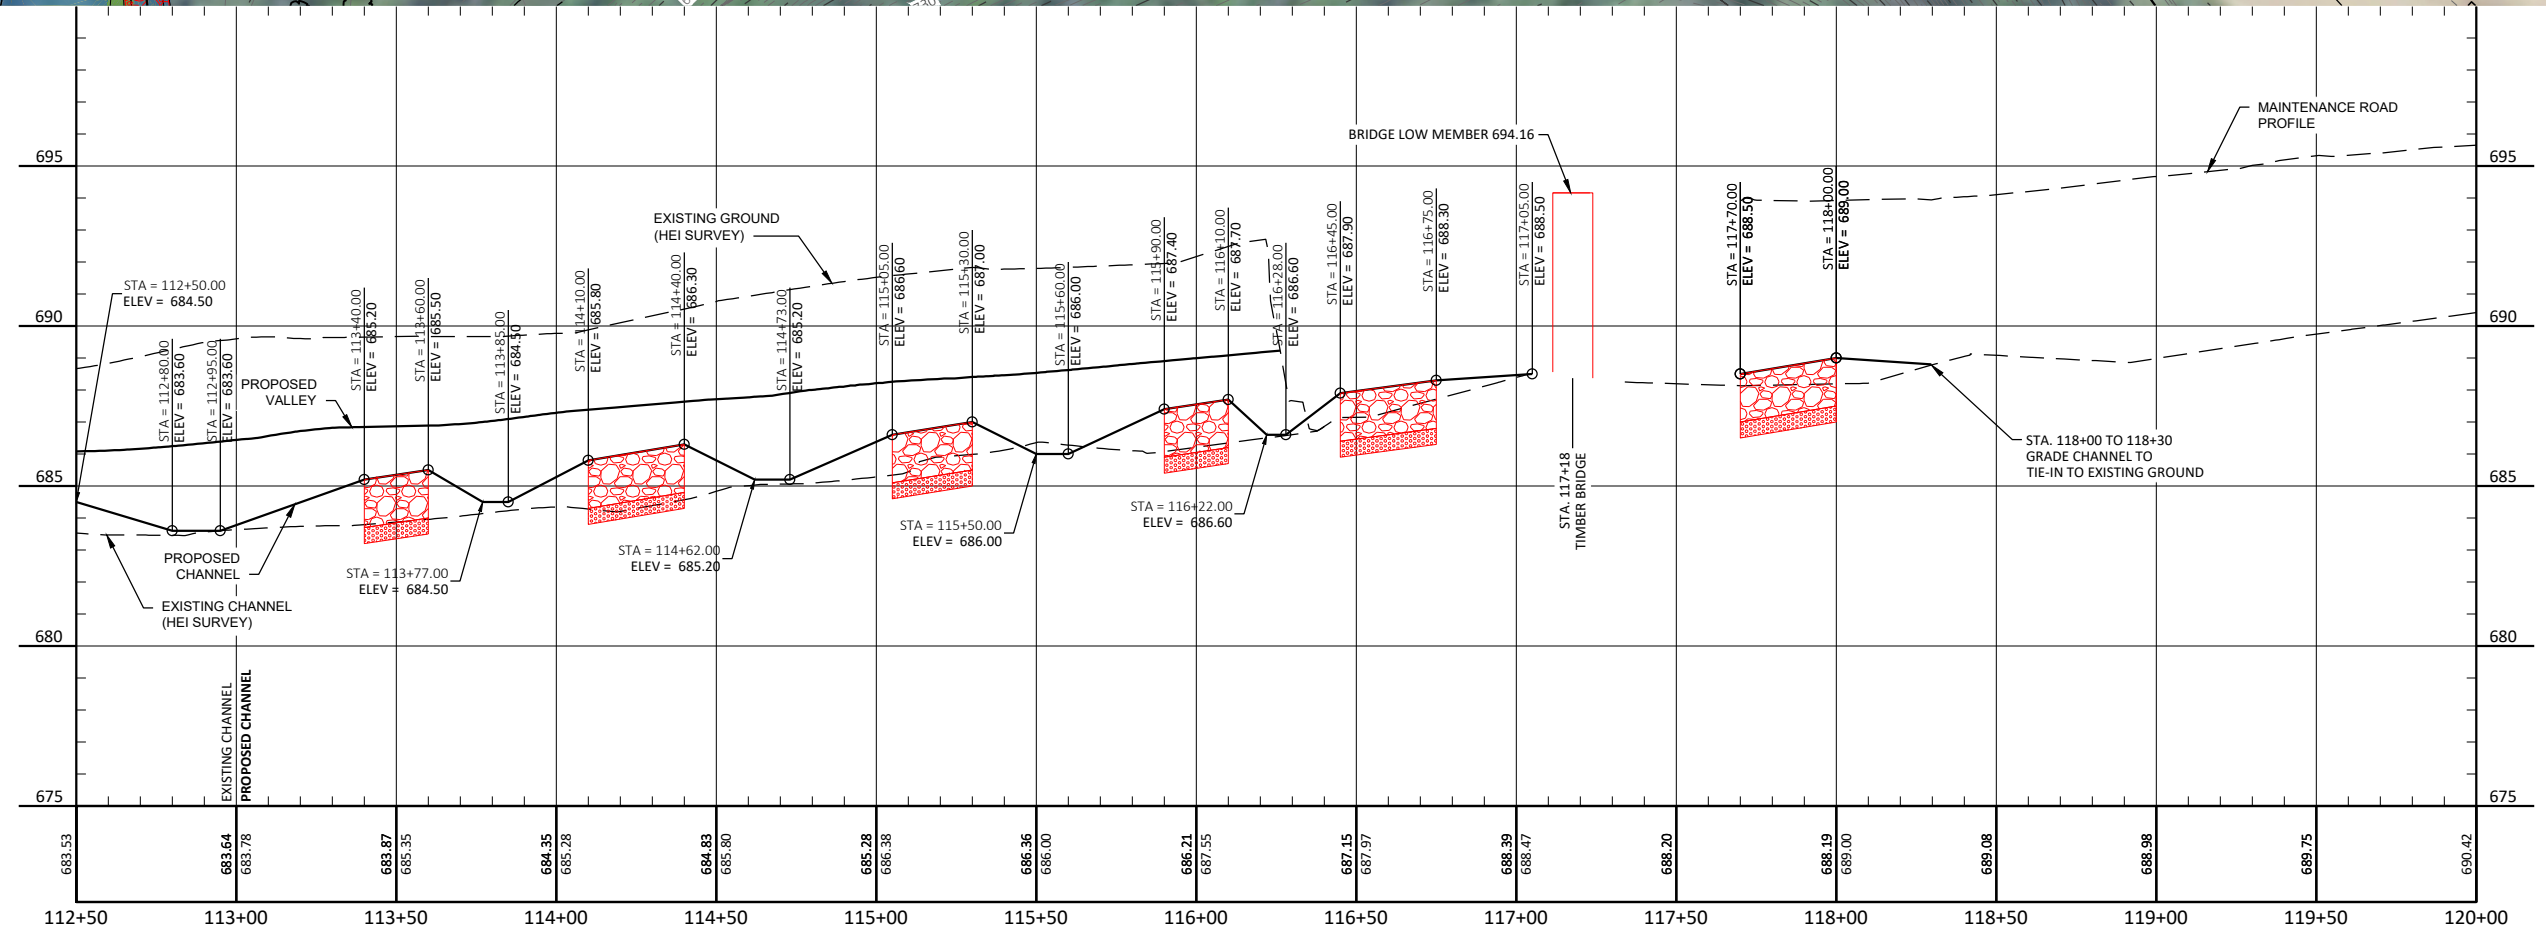 730
MAINTENANCE ROAD
PROFILE
BRIDGE LOW MEMBER 694.16
695
695
EXISTING GROUND
(HEI SURVEY)
STA = 112+50.00
ELEV = 684.50
STA = 112+80.00
ELEV = 683.60
STA = 112+95.00
ELEV = 683.60
STA = 113+40.00
ELEV = 685.20
STA = 113+60.00
ELEV = 685.50
STA = 113+85.00
ELEV = 684.50
STA = 114+10.00
ELEV = 685.80
STA = 114+40.00
ELEV = 686.30
STA = 114+73.00
ELEV = 685.20
STA = 115+05.00
ELEV = 686.60
STA = 115+30.00
ELEV = 687.00
STA = 115+60.00
ELEV = 686.00
STA = 115+90.00
ELEV = 687.40
STA = 116+10.00
ELEV = 687.70
STA = 116+28.00
ELEV = 686.60
STA = 116+45.00
ELEV = 687.90
STA = 116+75.00
ELEV = 688.30
STA = 117+05.00
ELEV = 688.50
STA = 117+70.00
ELEV = 688.50
STA = 118+00.00
ELEV = 689.00
690
690
PROPOSED
VALLEY
685
685
STA. 118+00 TO 118+30
GRADE CHANNEL TO
TIE-IN TO EXISTING GROUND
STA. 117+18
TIMBER BRIDGE
STA = 116+22.00
ELEV = 686.60
STA = 115+50.00
ELEV = 686.00
STA = 114+62.00
ELEV = 685.20
STA = 113+77.00
ELEV = 684.50
PROPOSED
CHANNEL
EXISTING CHANNEL
(HEI SURVEY)
680
680
EXISTING CHANNEL
PROPOSED CHANNEL
675
675
683.53
683.64
683.78
683.87
685.35
684.35
685.28
684.83
685.80
685.28
686.38
686.36
686.00
686.21
687.55
687.15
687.97
688.39
688.47
688.20
688.19
689.00
689.08
688.98
689.75
690.42
112+50
113+00
113+50
114+00
114+50
115+00
115+50
116+00
116+50
117+00
117+50
118+00
118+50
119+00
119+50
120+00